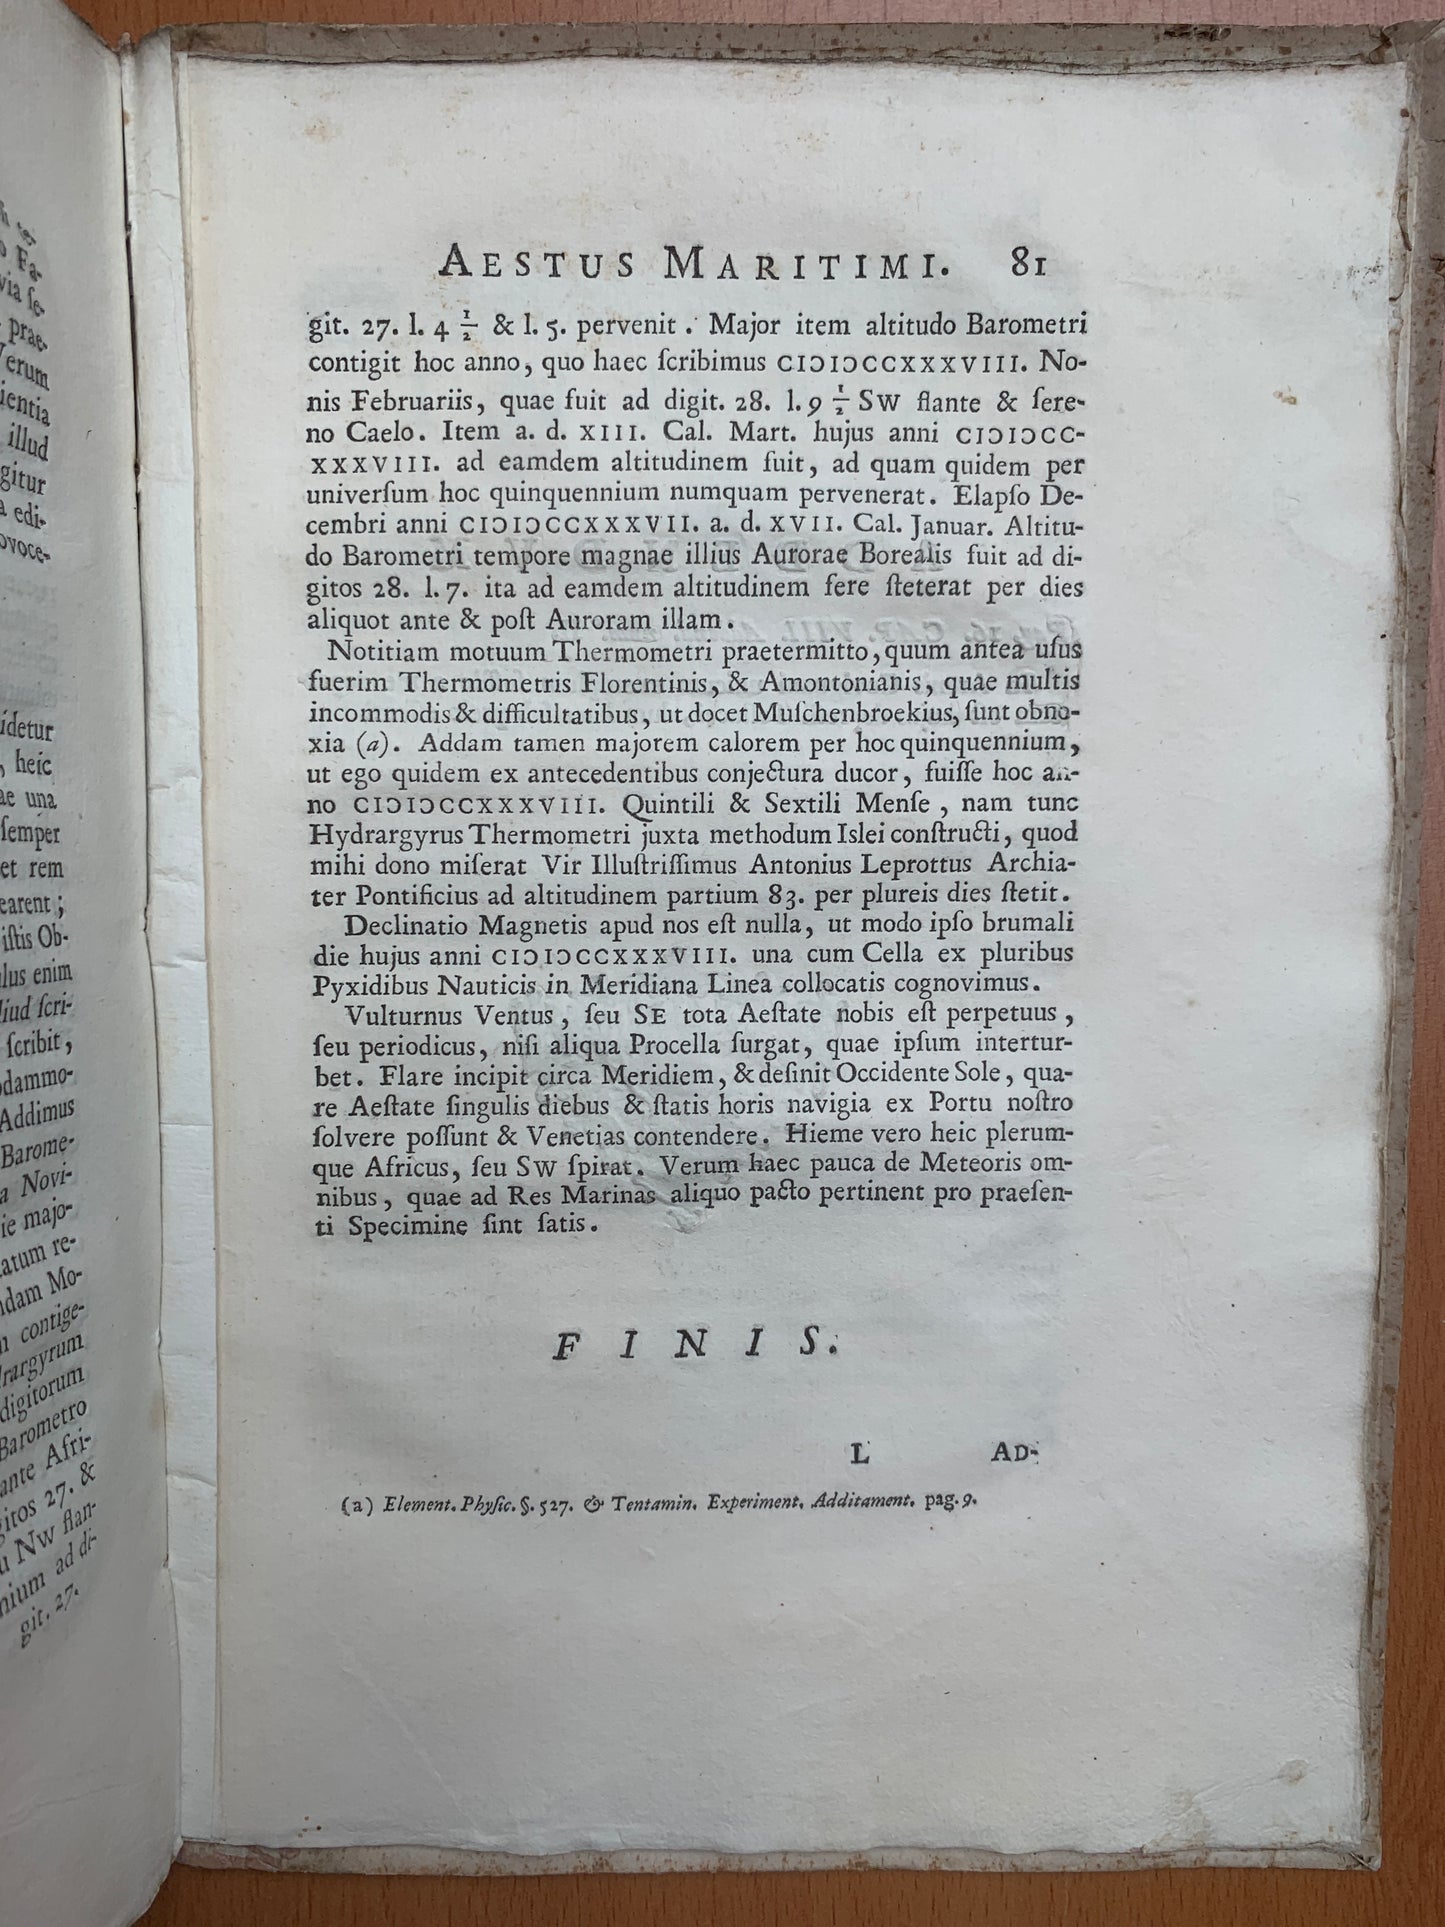 AESTUS MARITIMI. 81
git. 27. l. 4 ½ & l. 5. pervenit. Major item altitudo Barometri
contigit hoc anno, quo haec ſcribimus CIƆIƆCCXXXVIII. No-
nis Februariis, quae fuit ad digit. 28. l. 9 ½ SW flante & ſere-
no Caelo. Item a. d. XIII. Cal. Mart. hujus anni CIƆIƆCC-
XXXVIII. ad eamdem altitudinem fuit, ad quam quidem per
univerſum hoc quinquennium numquam pervenerat. Elapſo De-
cembri anni CIƆIƆCCXXXVII. a. d. XVII. Cal. Januar. Altitu-
do Barometri tempore magnae illius Aurorae Borealis fuit ad di-
gitos 28. l. 7. ita ad eamdem altitudinem fere ſteterat per dies
aliquot ante & poſt Auroram illam.
Notitiam motuum Thermometri praetermitto, quum antea uſus
fuerim Thermometris Florentinis, & Amontonianis, quae multis
incommodis & difficultatibus, ut docet Muſchenbroekius, ſunt obno-
xia (a). Addam tamen majorem calorem per hoc quinquennium,
ut ego quidem ex antecedentibus conjectura ducor, fuiſſe hoc an-
no CIƆIƆCCXXXVIII. Quintili & Sextili Menſe, nam tunc
Hydrargyrus Thermometri juxta methodum Islei conſtructi, quod
mihi dono miſerat Vir Illuſtriſſimus Antonius Leprottus Archia-
ter Pontificius ad altitudinem partium 83. per plureis dies ſtetit.
Declinatio Magnetis apud nos eſt nulla, ut modo ipſo brumali
die hujus anni CIƆIƆCCXXXVIII. una cum Cella ex pluribus
Pyxidibus Nauticis in Meridiana Linea collocatis cognovimus.
Vulturnus Ventus, ſeu SE tota Aeſtate nobis eſt perpetuus,
ſeu periodicus, niſi aliqua Procella ſurgat, quae ipſum intertur-
bet. Flare incipit circa Meridiem, & deſinit Occidente Sole, qua-
re Aeſtate ſingulis diebus & ſtatis horis navigia ex Portu noſtro
ſolvere poſſunt & Venetias contendere. Hieme vero heic plerum-
que Africus, ſeu SW ſpirat. Verum haec pauca de Meteoris om-
nibus, quae ad Res Marinas aliquo pacto pertinent pro praeſen-
ti Specimine ſint ſatis.
FINIS.
L AD-
(a) Element. Phyſic. §. 527. & Tentamin. Experiment. Additament. pag. 9.